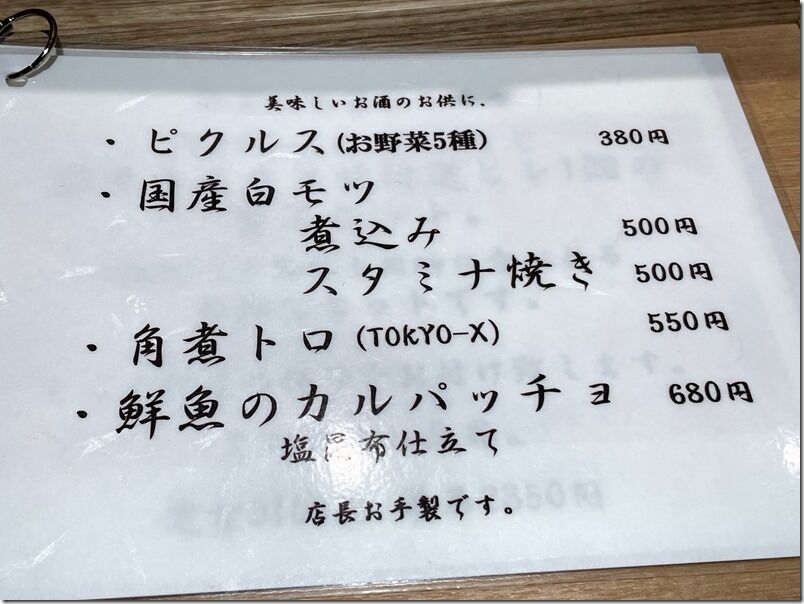 美味しいお酒のお供に.
・ピクルス(お野菜5種) 380円
・国産白モツ
煮込み 500円
スタミナ焼き 500円
・角煮トロ(TOKYO-X) 550円
・鮮魚のカルパッチョ 680円
塩昆布仕立て
店長お手製です。